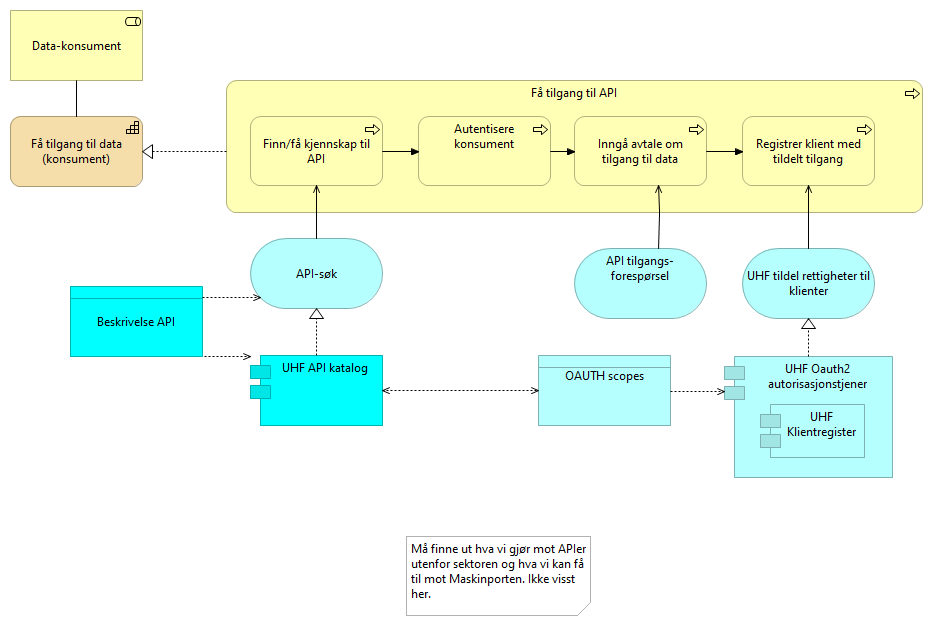 Data-konsument
Få tilgang til data
(konsument)
Få tilgang til API
Finn/få kjennskap til
API
Autentisere
konsument
Inngå avtale om
tilgang til data
Registrer klient med
tildelt tilgang
API-søk
API tilgangs-
forespørsel
UHF tildel rettigheter til
klienter
Beskrivelse API
UHF API katalog
OAUTH scopes
UHF Oauth2
autorisasjonstjener
UHF
Klientregister
Må finne ut hva vi gjør mot APIer
utenfor sektoren og hva vi kan få
til mot Maskinporten. Ikke visst
her.